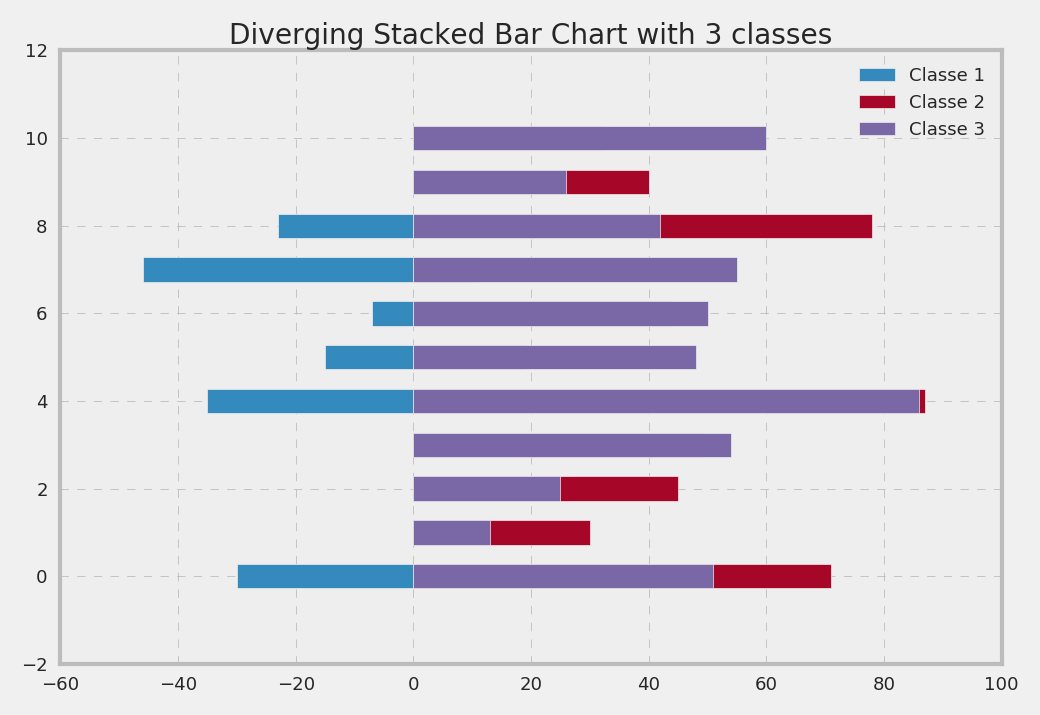 Diverging Stacked Bar Chart with 3 classes
12
10
8
6
4
2
0
−2
Classe 1
Classe 2
Classe 3
−60 −40 −20 0 20 40 60 80 100